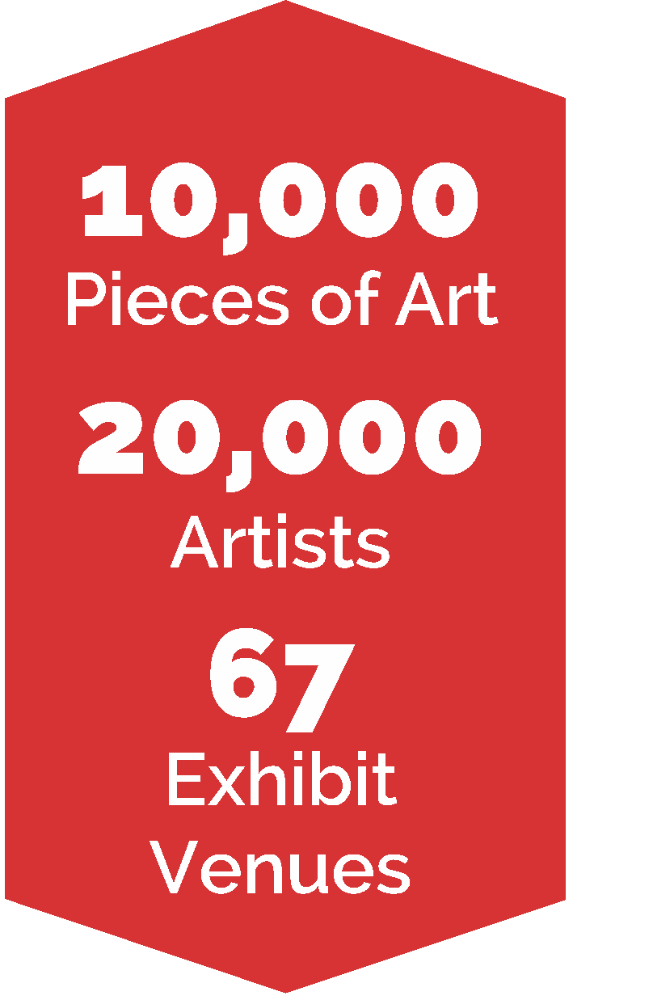 10,000
Pieces of Art
20,000
Artists
67
Exhibit
Venues